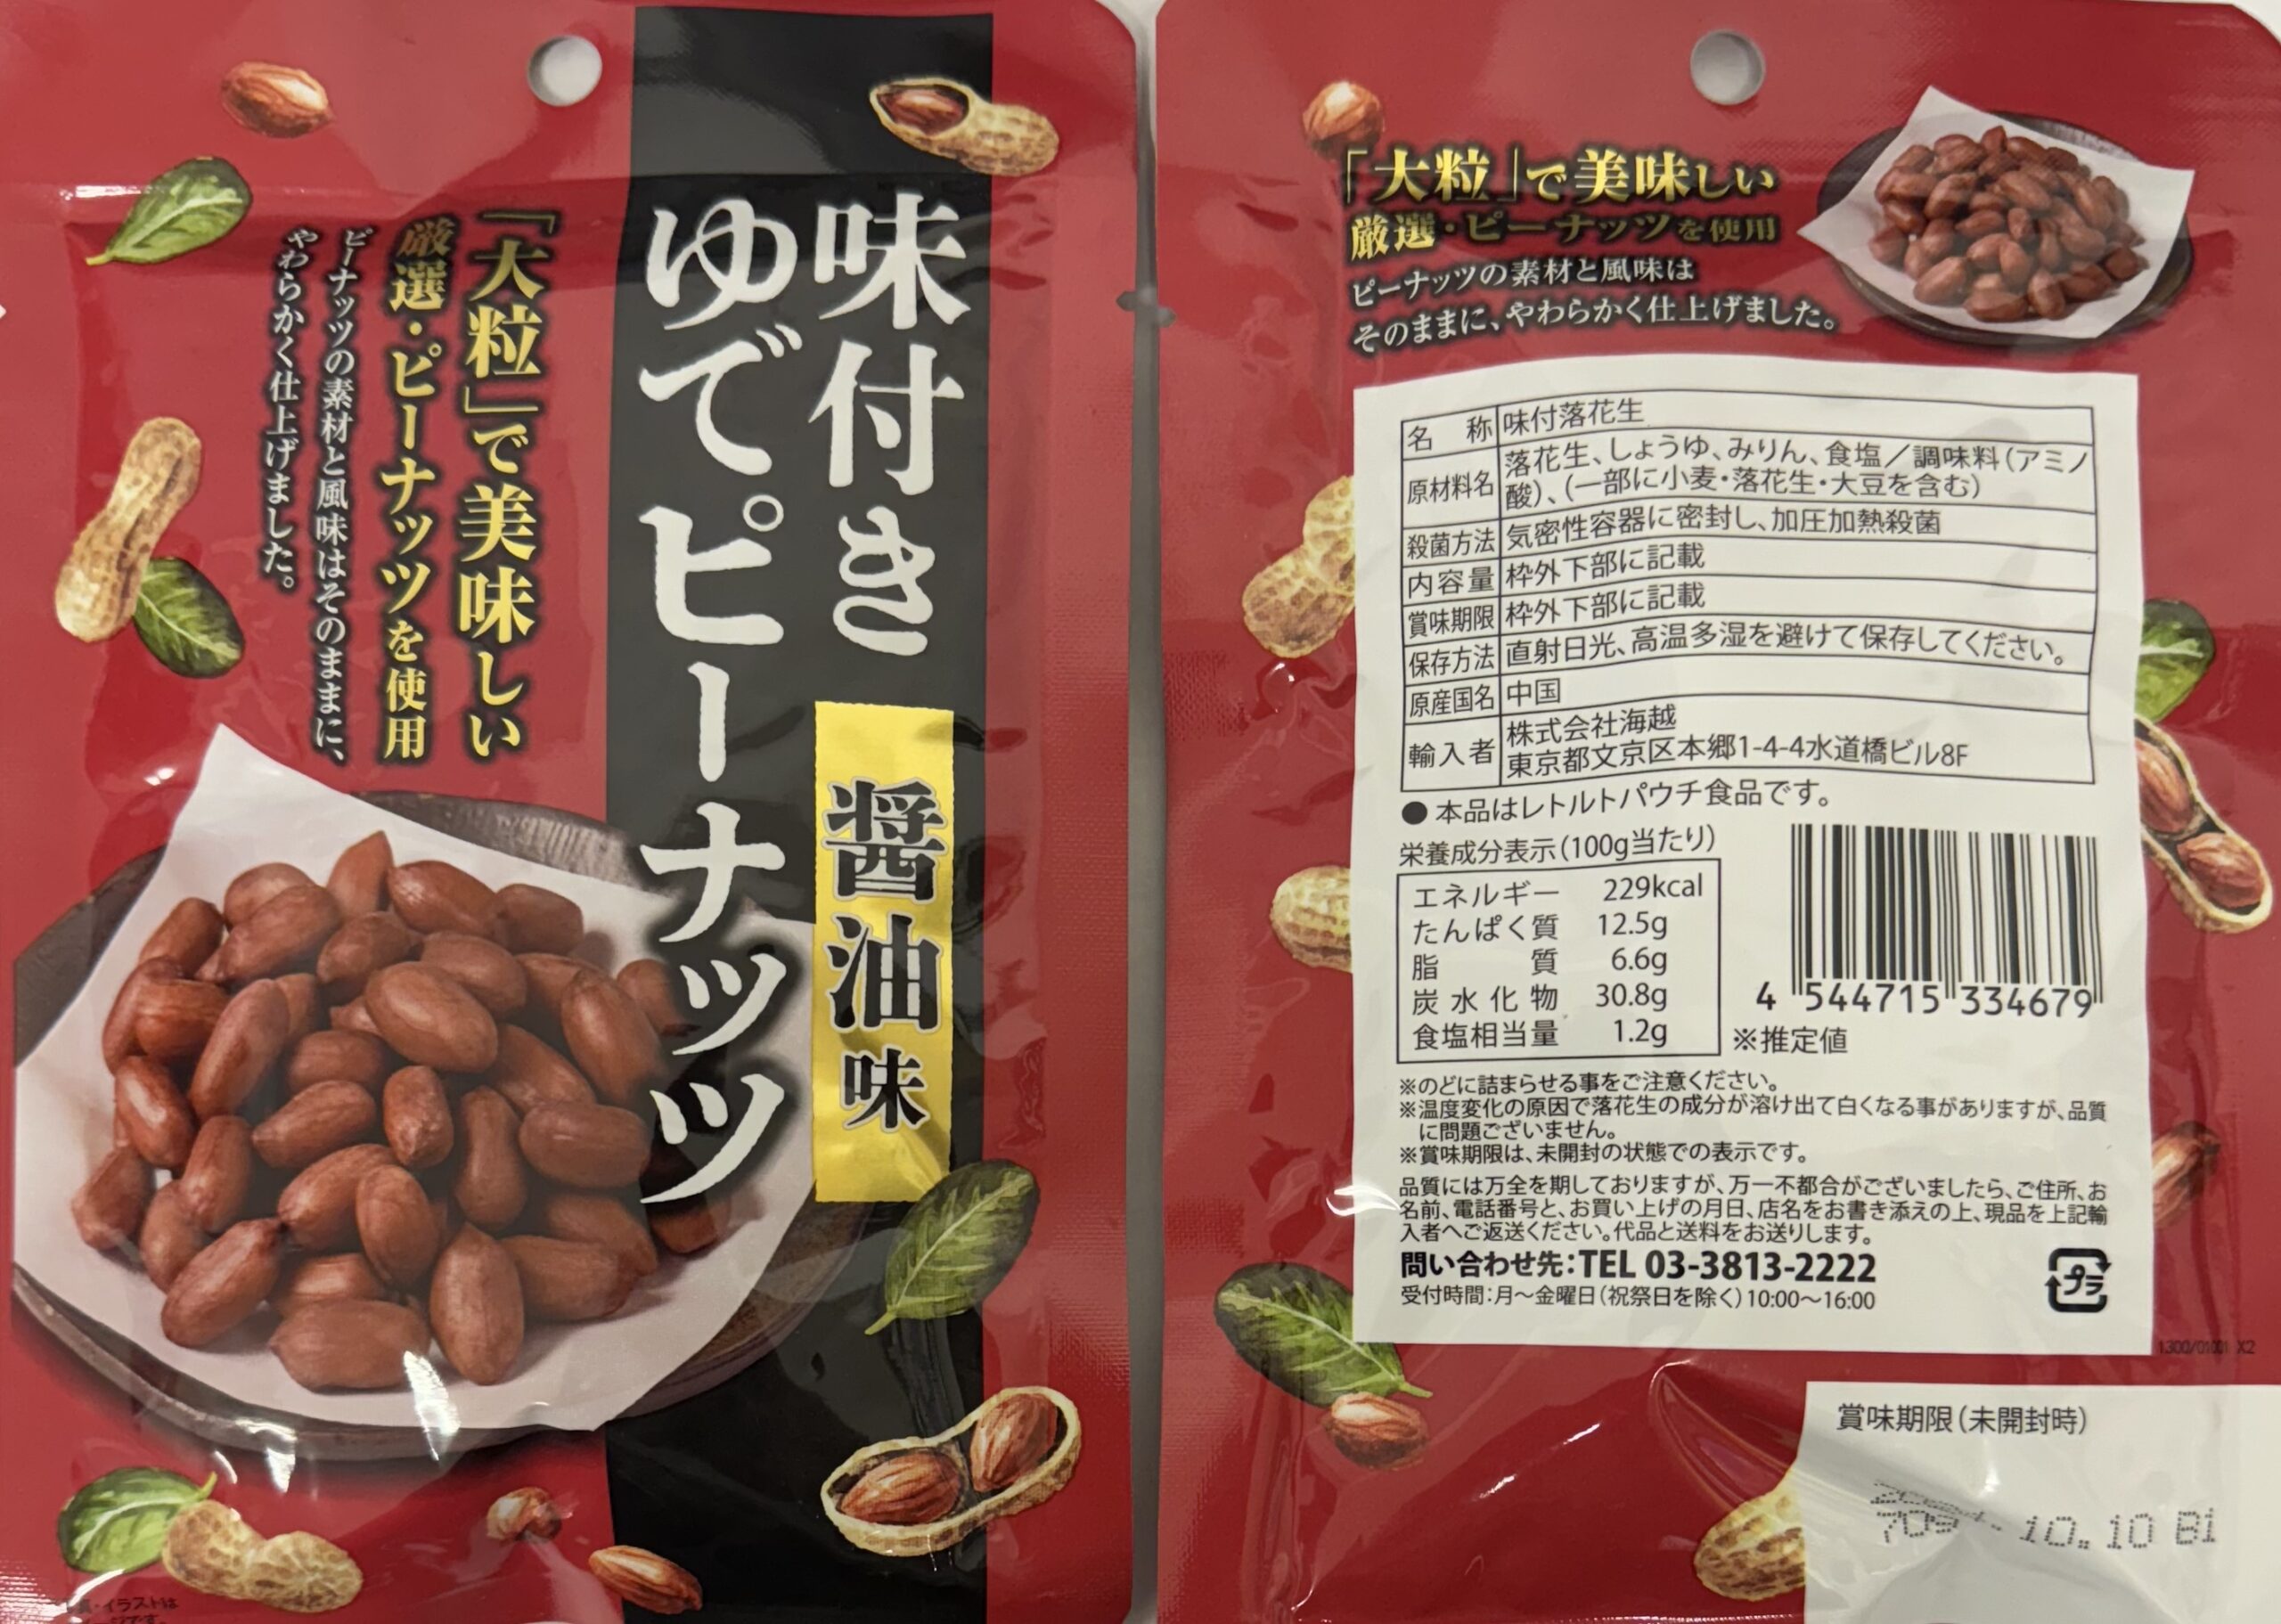 味付き
ゆでピーナッツ
醤油味
「大粒」で美味しい
厳選・ピーナッツを使用
ピーナッツの素材と風味はそのままに、
やわらかく仕上げました。
「大粒」で美味しい
厳選・ピーナッツを使用
ピーナッツの素材と風味は
そのままに、やわらかく仕上げました。
名 称 味付落花生
原材料名 落花生、しょうゆ、みりん、食塩／調味料(アミノ
酸)、(一部に小麦・落花生・大豆を含む)
殺菌方法 気密性容器に密封し、加圧加熱殺菌
内容量 枠外下部に記載
賞味期限 枠外下部に記載
保存方法 直射日光、高温多湿を避けて保存してください。
原産国名 中国
輸入者 株式会社海越
東京都文京区本郷1-4-4水道橋ビル8F
● 本品はレトルトパウチ食品です。
栄養成分表示(100g当たり)
エネルギー 229kcal
たんぱく質 12.5g
脂質 6.6g
炭水化物 30.8g
食塩相当量 1.2g
4 544715 334679
※推定値
※のどに詰まらせる事をご注意ください。
※温度変化の原因で落花生の成分が溶け出て白くなる事がありますが、品質
に問題ございません。
※賞味期限は、未開封の状態での表示です。
品質には万全を期しておりますが、万一不都合がございましたら、ご住所、お
名前、電話番号と、お買い上げの月日、店名をお書き添えの上、現品を上記輸
入者へご返送ください。代品と送料をお送りします。
問い合わせ先：TEL 03-3813-2222
受付時間：月〜金曜日(祝祭日を除く)10:00〜16:00
プラ
賞味期限(未開封時)
10.10 B1
イラストは